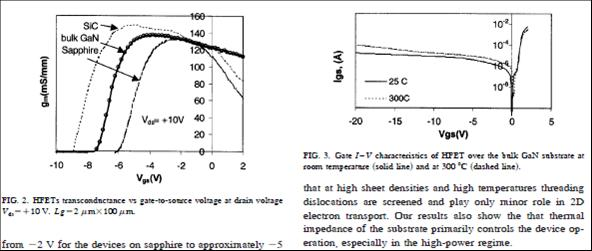 SiC
bulk GaN
Sapphire
gm(mS/mm)
160
140
120
100
80
60
40
20
0
Vds= +10V
-10 -8 -6 -4 -2 0 2
Vgs(V)
FIG. 2. HFETs transconductance vs gate-to-source voltage at drain voltage
Vds=+10 V. Lg=2 μm×100 μm.
from −2 V for the devices on sapphire to approximately −5
Igs, (A)
10-2
10-4
10-6
10-8
25 C
300C
-20 -15 -10 -5 0 5
Vgs(V)
FIG. 3. Gate I–V characteristics of HFET over the bulk GaN substrate at
room temperature (solid line) and at 300 °C (dashed line).
that at high sheet densities and high temperatures threading
dislocations are screened and play only minor role in 2D
electron transport. Our results also show the that thermal
impedance of the substrate primarily controls the device op-
eration, especially in the high-power regime.